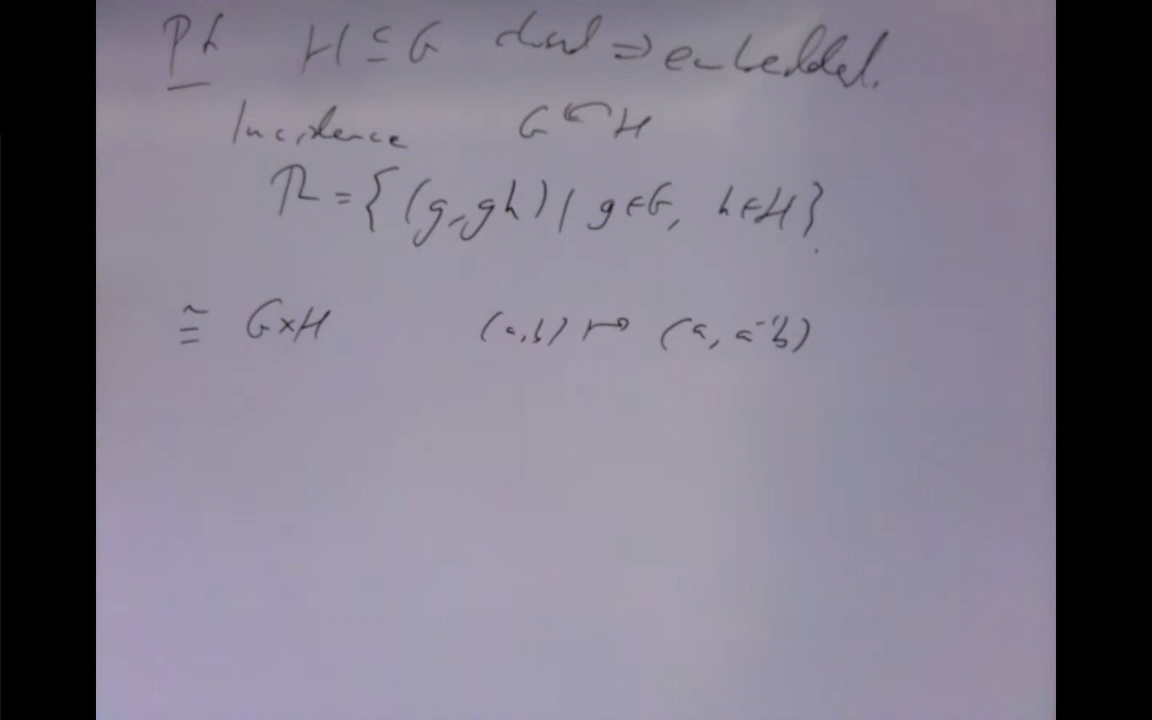 Pf H ⊆ G closed ⇒ embedded.
Incidence G ↶ H
R = { (g, gh) | g ∈ G, h ∈ H }.
≅ G×H (a,b) ↦ (a, a⁻¹b)